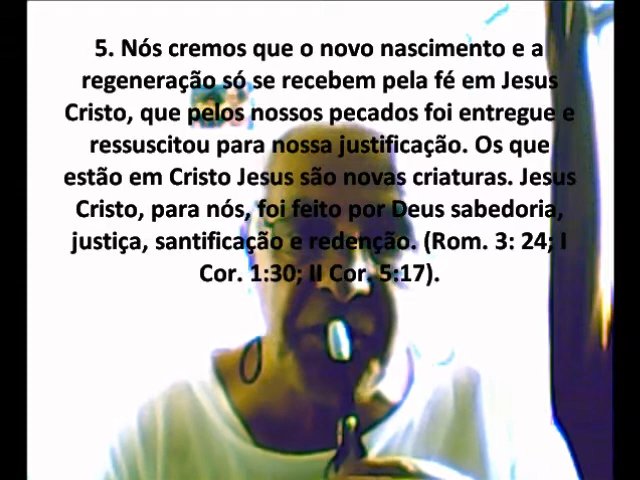 5. Nós cremos que o novo nascimento e a
regeneração só se recebem pela fé em Jesus
Cristo, que pelos nossos pecados foi entregue e
ressuscitou para nossa justificação. Os que
estão em Cristo Jesus são novas criaturas. Jesus
Cristo, para nós, foi feito por Deus sabedoria,
justiça, santificação e redenção. (Rom. 3: 24; I
Cor. 1:30; II Cor. 5:17).